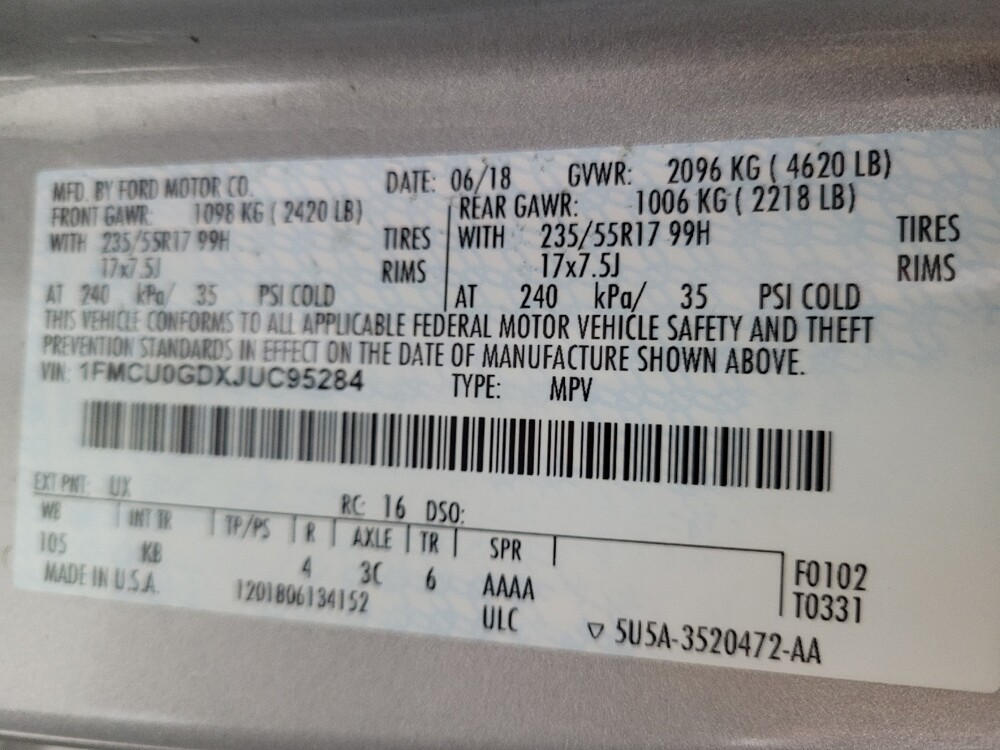 MFD. BY FORD MOTOR CO. DATE: 06/18 GVWR: 2096 KG ( 4620 LB)
FRONT GAWR: 1098 KG ( 2420 LB) REAR GAWR: 1006 KG ( 2218 LB)
WITH 235/55R17 99H TIRES WITH 235/55R17 99H TIRES
17x7.5J RIMS 17x7.5J RIMS
AT 240 kPa/ 35 PSI COLD AT 240 kPa/ 35 PSI COLD
THIS VEHICLE CONFORMS TO ALL APPLICABLE FEDERAL MOTOR VEHICLE SAFETY AND THEFT
PREVENTION STANDARDS IN EFFECT ON THE DATE OF MANUFACTURE SHOWN ABOVE.
VIN: 1FMCU0GDXJUC95284 TYPE: MPV
EXT PNT: UX RC: 16 DSO:
WB INT TR TP/PS R AXLE TR SPR
105 KB 4 3C 6 AAAA F0102
MADE IN U.S.A. 1201806134152 ULC T0331
▽ 5U5A-3520472-AA